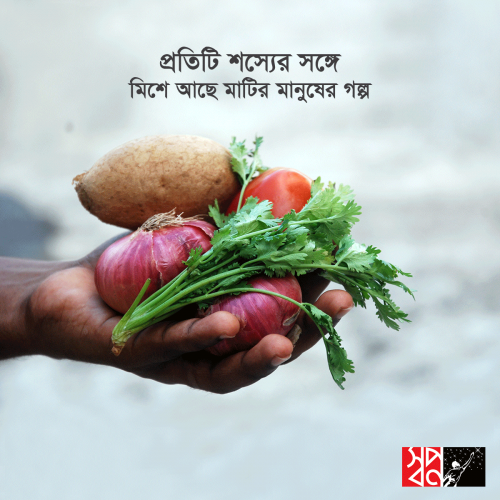 প্রতিটি শস্যের সঙ্গে
মিশে আছে মাটির মানুষের গল্প